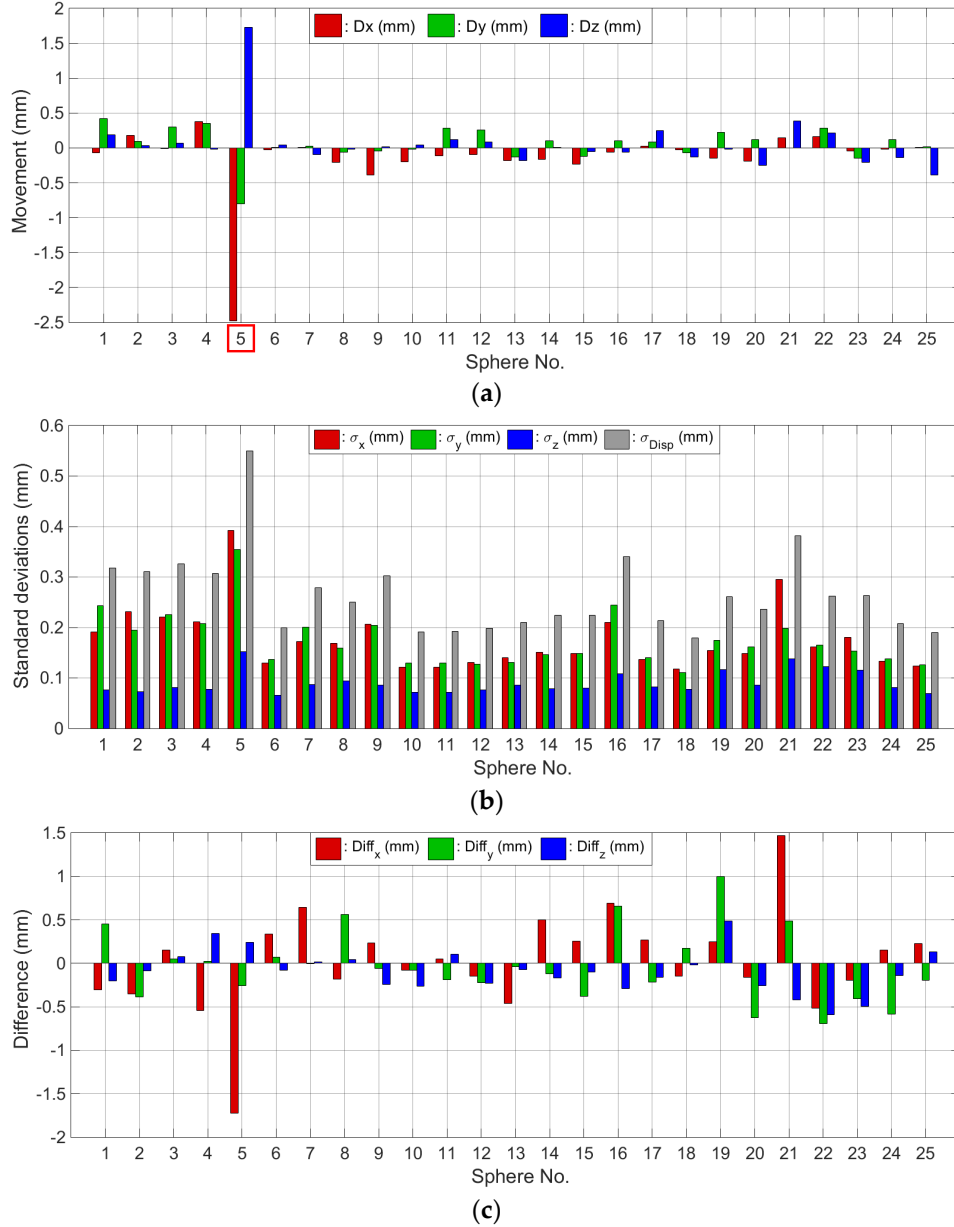 2
1.5
1
0.5
0
-0.5
-1
-1.5
-2
-2.5
Movement (mm)
: Dx (mm) : Dy (mm) : Dz (mm)
1 2 3 4 5 6 7 8 9 10 11 12 13 14 15 16 17 18 19 20 21 22 23 24 25
Sphere No.
(a)
0.6
0.5
0.4
0.3
0.2
0.1
0
Standard deviations (mm)
: σx (mm) : σy (mm) : σz (mm) : σDisp (mm)
1 2 3 4 5 6 7 8 9 10 11 12 13 14 15 16 17 18 19 20 21 22 23 24 25
Sphere No.
(b)
1.5
1
0.5
0
-0.5
-1
-1.5
-2
Difference (mm)
: Diffx (mm) : Diffy (mm) : Diffz (mm)
1 2 3 4 5 6 7 8 9 10 11 12 13 14 15 16 17 18 19 20 21 22 23 24 25
Sphere No.
(c)